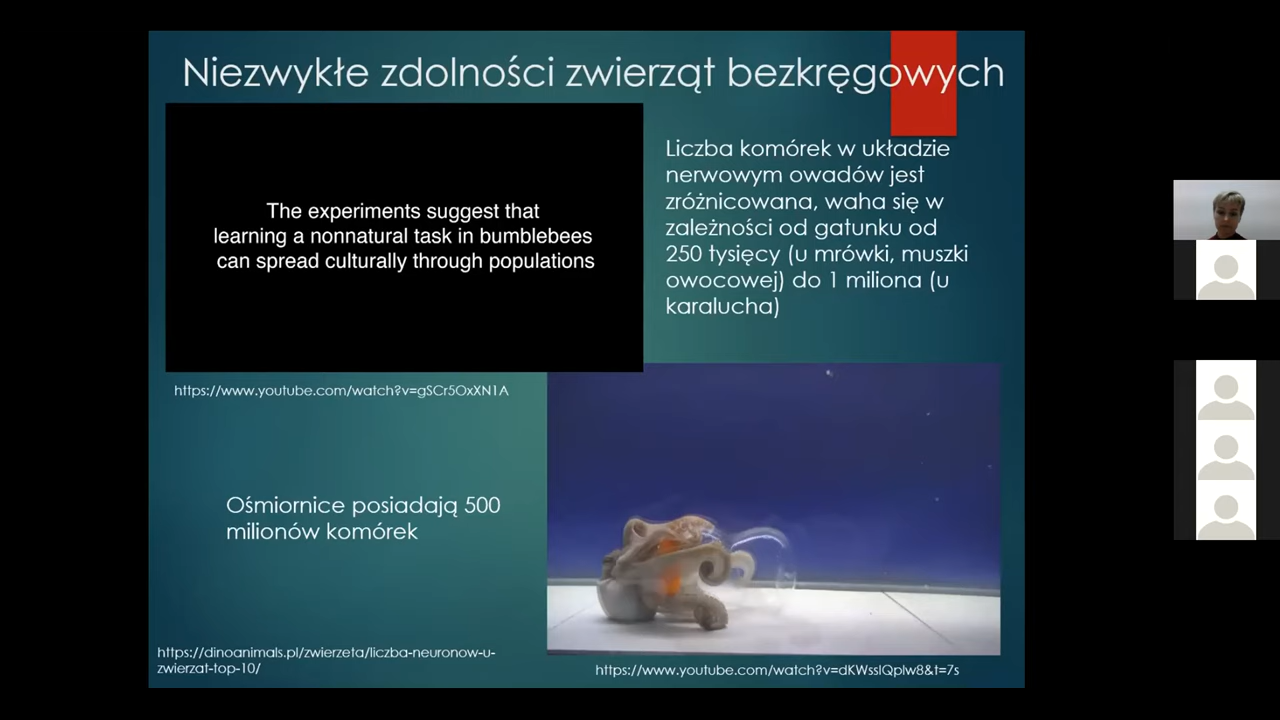 Niezwykłe zdolności zwierząt bezkręgowych
The experiments suggest that
learning a nonnatural task in bumblebees
can spread culturally through populations
Liczba komórek w układzie
nerwowym owadów jest
zróżnicowana, waha się w
zależności od gatunku od
250 tysięcy (u mrówki, muszki
owocowej) do 1 miliona (u
karalucha)
https://www.youtube.com/watch?v=gSCr5OxXN1A
Ośmiornice posiadają 500
milionów komórek
https://dinoanimals.pl/zwierzeta/liczba-neuronow-u-
zwierzat-top-10/
https://www.youtube.com/watch?v=dKWssIQplw8&t=7s